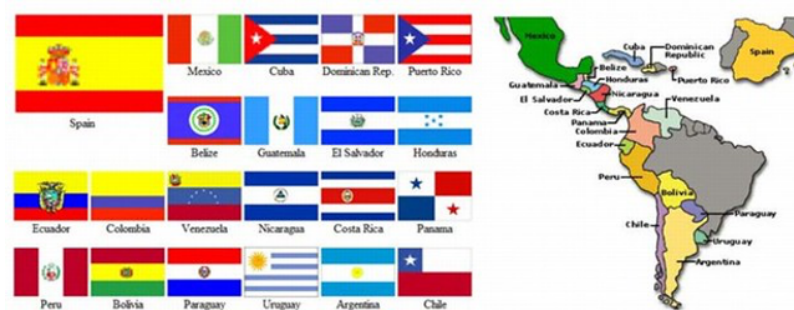 Spain
Mexico
Cuba
Dominican Rep.
Puerto Rico
Belize
Guatemala
El Salvador
Honduras
Ecuador
Colombia
Venezuela
Nicaragua
Costa Rica
Panama
Peru
Bolivia
Paraguay
Uruguay
Argentina
Chile
Mexico
Cuba
Dominican
Republic
Spain
Belize
Puerto Rico
Guatemala
Honduras
El Salvador
Nicaragua
Costa Rica
Venezuela
Panama
Colombia
Ecuador
Peru
Bolivia
Chile
Paraguay
Uruguay
Argentina